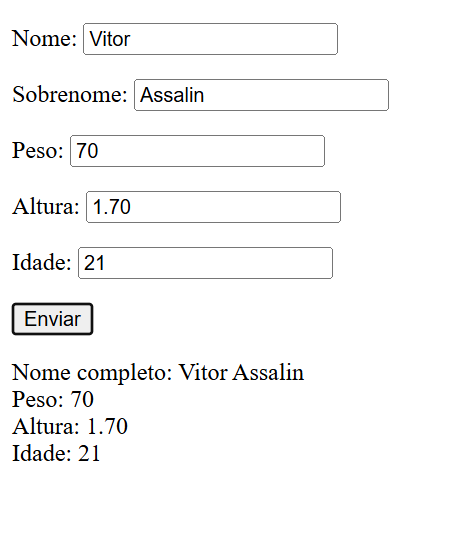 Nome: Vitor
Sobrenome: Assalin
Peso: 70
Altura: 1.70
Idade: 21
Enviar
Nome completo: Vitor Assalin
Peso: 70
Altura: 1.70
Idade: 21